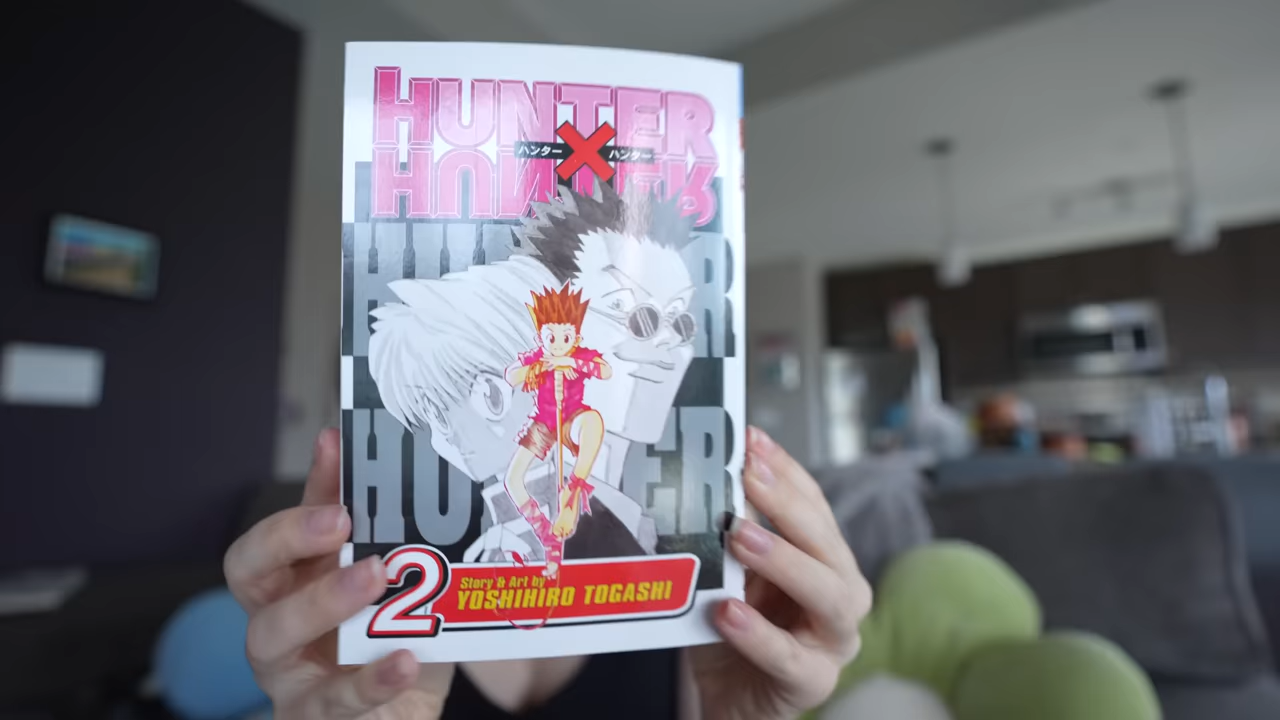 HUNTER
ハンター X ハンター
HUNTER
HUNTER
HUNTER
2
Story & Art by
YOSHIHIRO TOGASHI